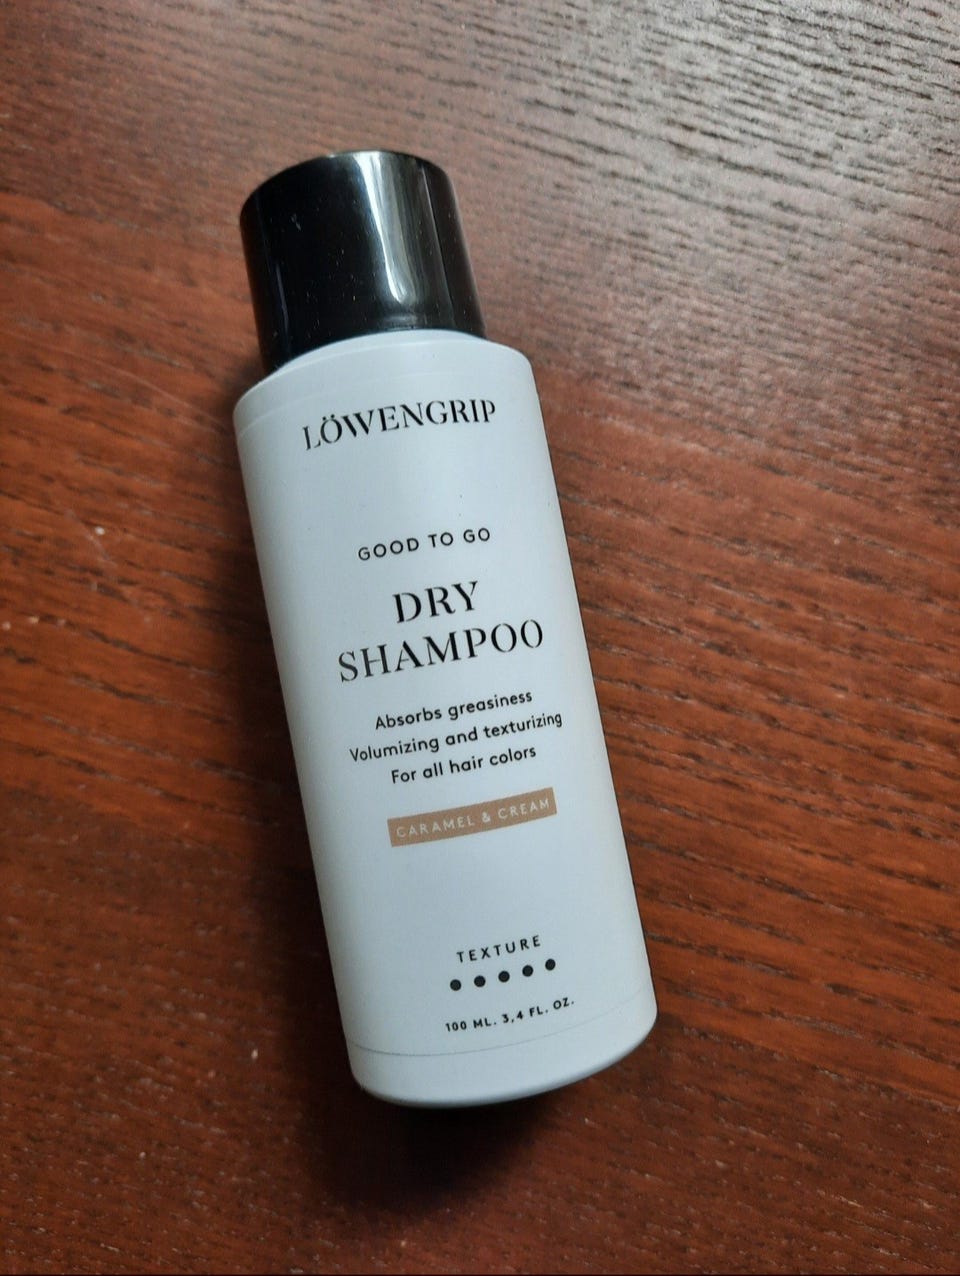 LÖWENGRIP
GOOD TO GO
DRY
SHAMPOO
Absorbs greasiness
Volumizing and texturizing
For all hair colors
CARAMEL & CREAM
TEXTURE
100 ML. 3,4 FL. OZ.